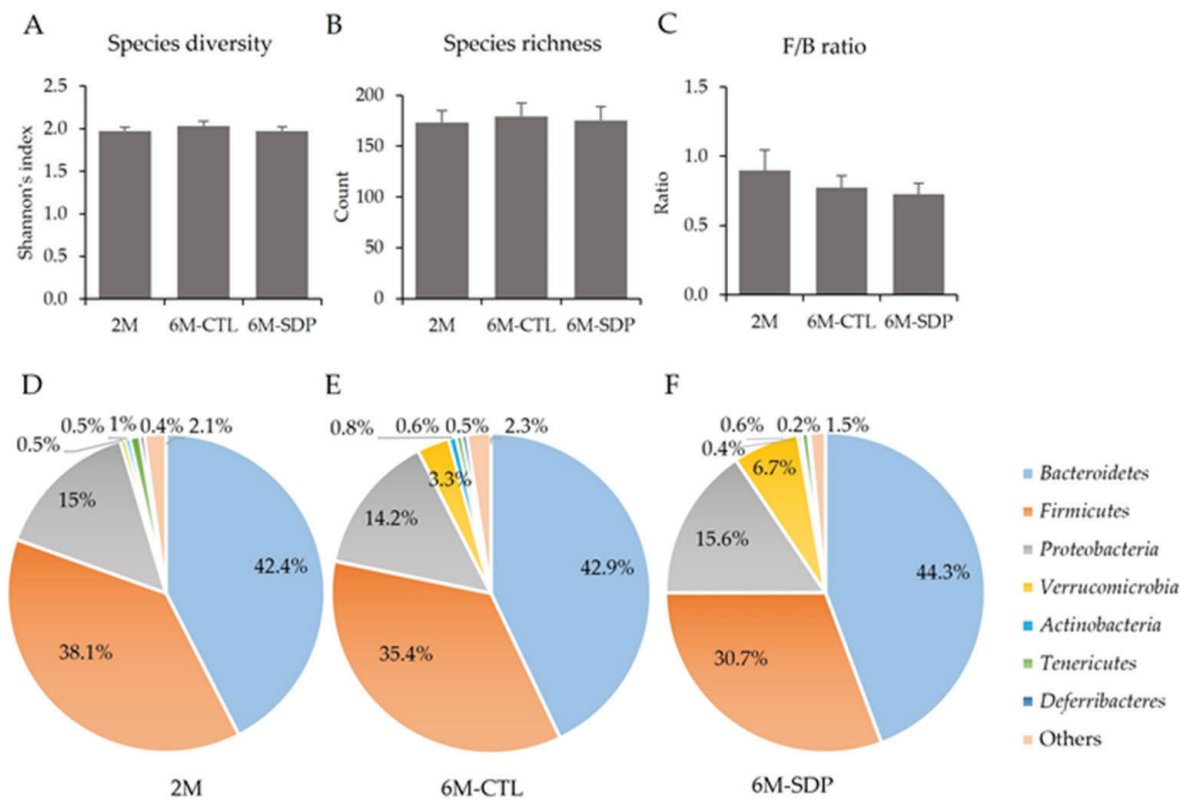 A
Species diversity
2.5
2.0
1.5
1.0
0.5
0.0
Shannon's index
2M 6M-CTL 6M-SDP
B
Species richness
200
150
100
50
0
Count
2M 6M-CTL 6M-SDP
C
F/B ratio
1.5
1.0
0.5
0.0
Ratio
2M 6M-CTL 6M-SDP
D
0.5% 0.5% 1% 0.4% 2.1%
15%
42.4%
38.1%
2M
E
0.8% 0.6% 0.5% 2.3%
3.3%
14.2%
42.9%
35.4%
6M-CTL
F
0.6% 0.4% 0.2% 1.5%
6.7%
15.6%
44.3%
30.7%
6M-SDP
Bacteroidetes
Firmicutes
Proteobacteria
Verrucomicrobia
Actinobacteria
Tenericutes
Deferribacteres
Others